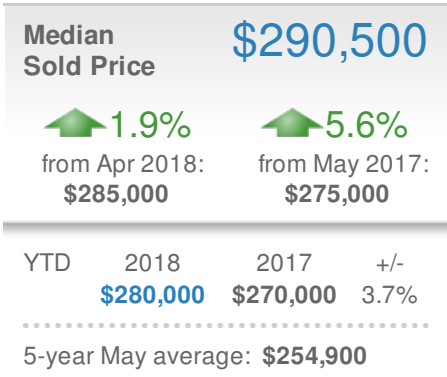 Median
Sold Price
$290,500
1.9%
5.6%
from Apr 2018:
from May 2017:
$285,000
$275,000
YTD 2018 2017 +/-
$280,000 $270,000 3.7%
5-year May average: $254,900